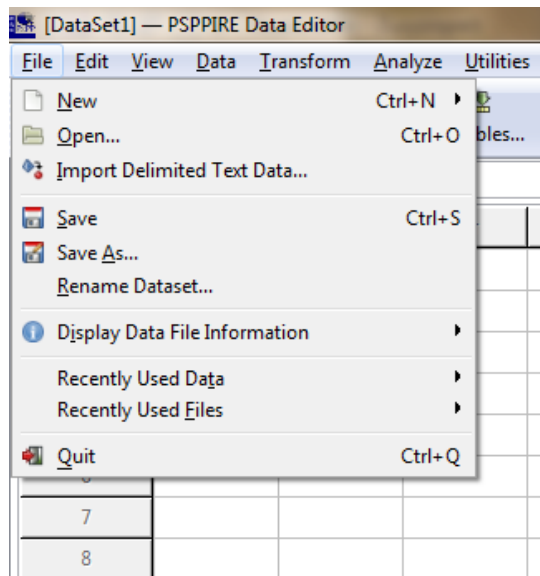 [DataSet1] — PSPPIRE Data Editor
File Edit View Data Transform Analyze Utilities
New Ctrl+N
Open... Ctrl+O
bles...
Import Delimited Text Data...
Save Ctrl+S
Save As...
Rename Dataset...
Display Data File Information
Recently Used Data
Recently Used Files
Quit Ctrl+Q
7
8